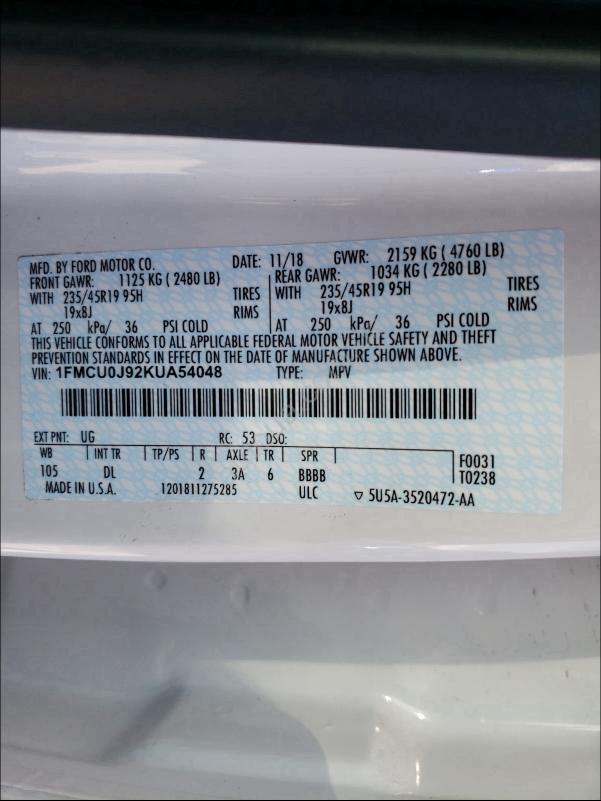 MFD. BY FORD MOTOR CO. DATE: 11/18 GVWR: 2159 KG ( 4760 LB)
FRONT GAWR: 1125 KG ( 2480 LB) REAR GAWR: 1034 KG ( 2280 LB)
WITH 235/45R19 95H TIRES WITH 235/45R19 95H TIRES
19x8J RIMS 19x8J RIMS
AT 250 kPa/ 36 PSI COLD AT 250 kPa/ 36 PSI COLD
THIS VEHICLE CONFORMS TO ALL APPLICABLE FEDERAL MOTOR VEHICLE SAFETY AND THEFT
PREVENTION STANDARDS IN EFFECT ON THE DATE OF MANUFACTURE SHOWN ABOVE.
VIN: 1FMCU0J92KUA54048 TYPE: MPV
EXT PNT: UG RC: 53 DSO:
WB INT TR TP/PS R AXLE TR SPR F0031
105 DL 2 3A 6 BBBB T0238
MADE IN U.S.A. 1201811275285 ULC ▽ 5U5A-3520472-AA